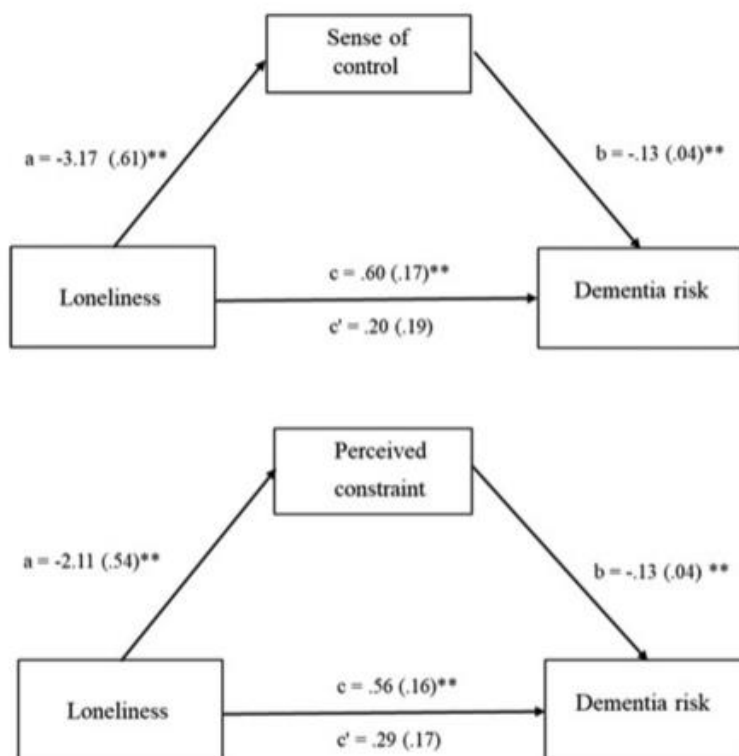 Sense of
control
a = -3.17 (.61)**
b = -.13 (.04)**
Loneliness
c = .60 (.17)**
c' = .20 (.19)
Dementia risk
Perceived
constraint
a = -2.11 (.54)**
b = -.13 (.04) **
Loneliness
c = .56 (.16)**
c' = .29 (.17)
Dementia risk